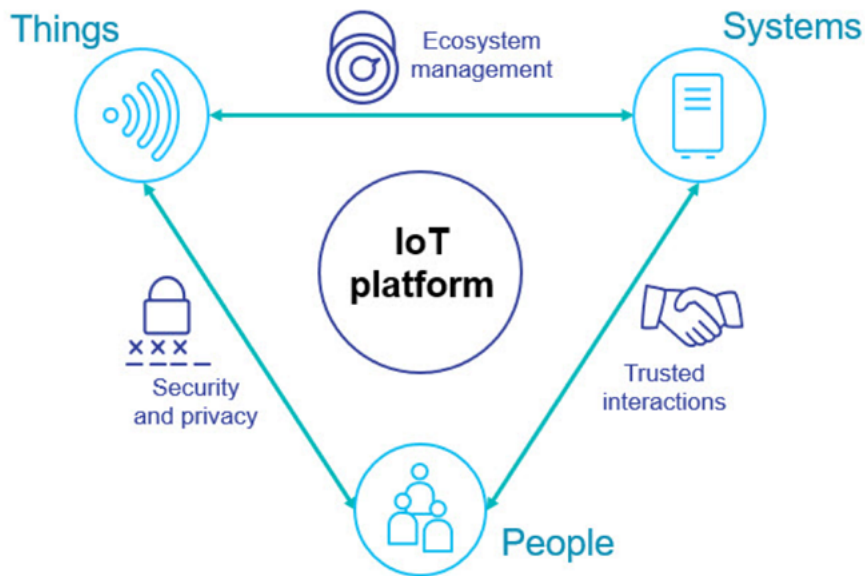 Things
Ecosystem
management
Systems
IoT
platform
Security
and privacy
Trusted
interactions
People